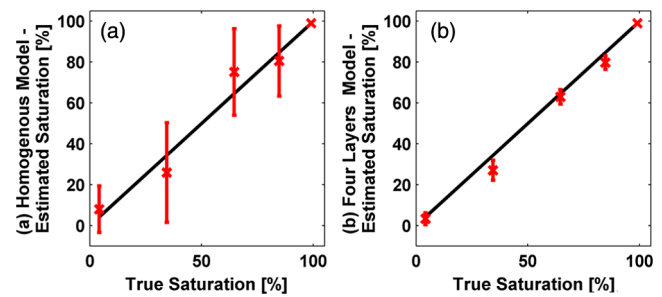 (a)
(a) Homogenous Model -
Estimated Saturation [%]
100
80
60
40
20
0
0 50 100
True Saturation [%]
(b)
(b) Four Layers Model -
Estimated Saturation [%]
100
80
60
40
20
0
0 50 100
True Saturation [%]